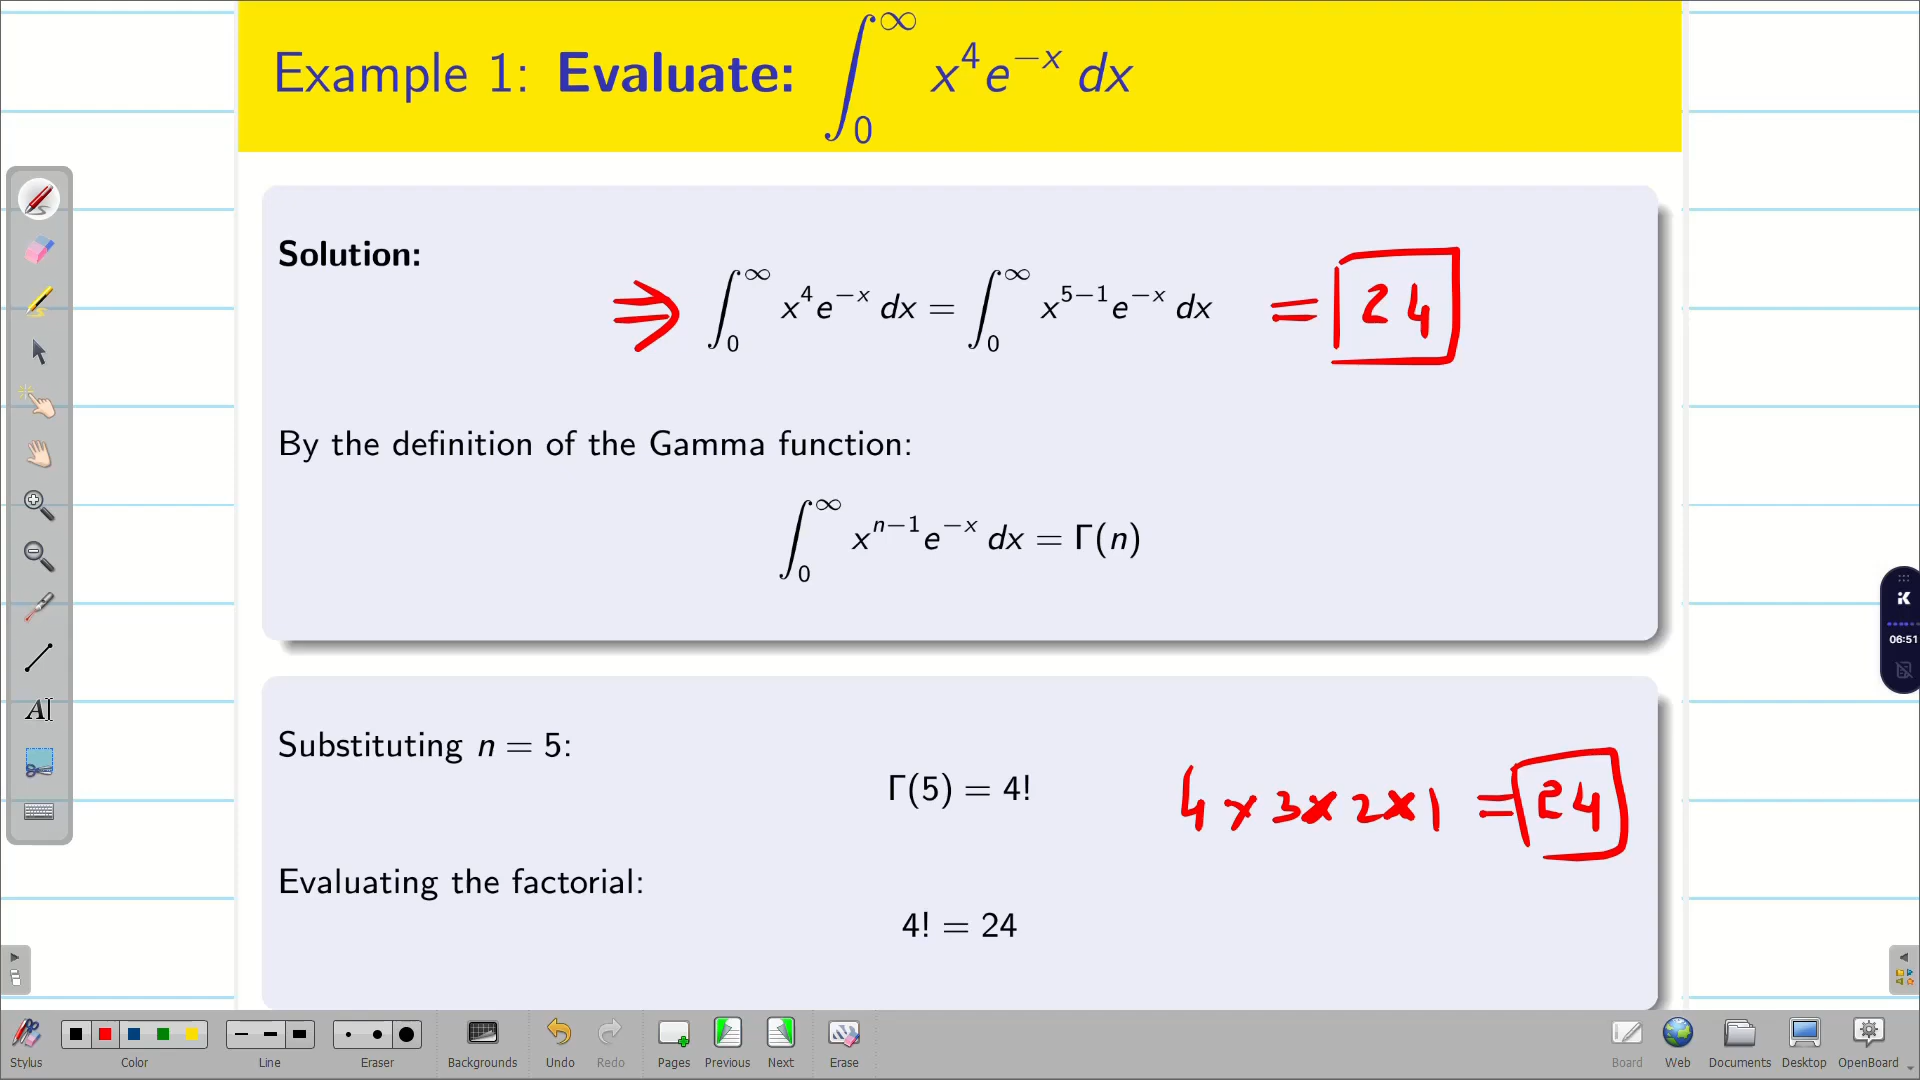 Example 1: Evaluate: ∫₀^∞ x⁴e⁻ˣ dx
Solution:
⇒ ∫₀^∞ x⁴e⁻ˣ dx = ∫₀^∞ x⁵⁻¹e⁻ˣ dx = 24
By the definition of the Gamma function:
∫₀^∞ xⁿ⁻¹e⁻ˣ dx = Γ(n)
Substituting n = 5:
Γ(5) = 4! 4 x 3 x 2 x 1 = 24
Evaluating the factorial:
4! = 24
06:51
Stylus Color Line Eraser Backgrounds Undo Redo Pages Previous Next Erase Board Web Documents Desktop OpenBoard